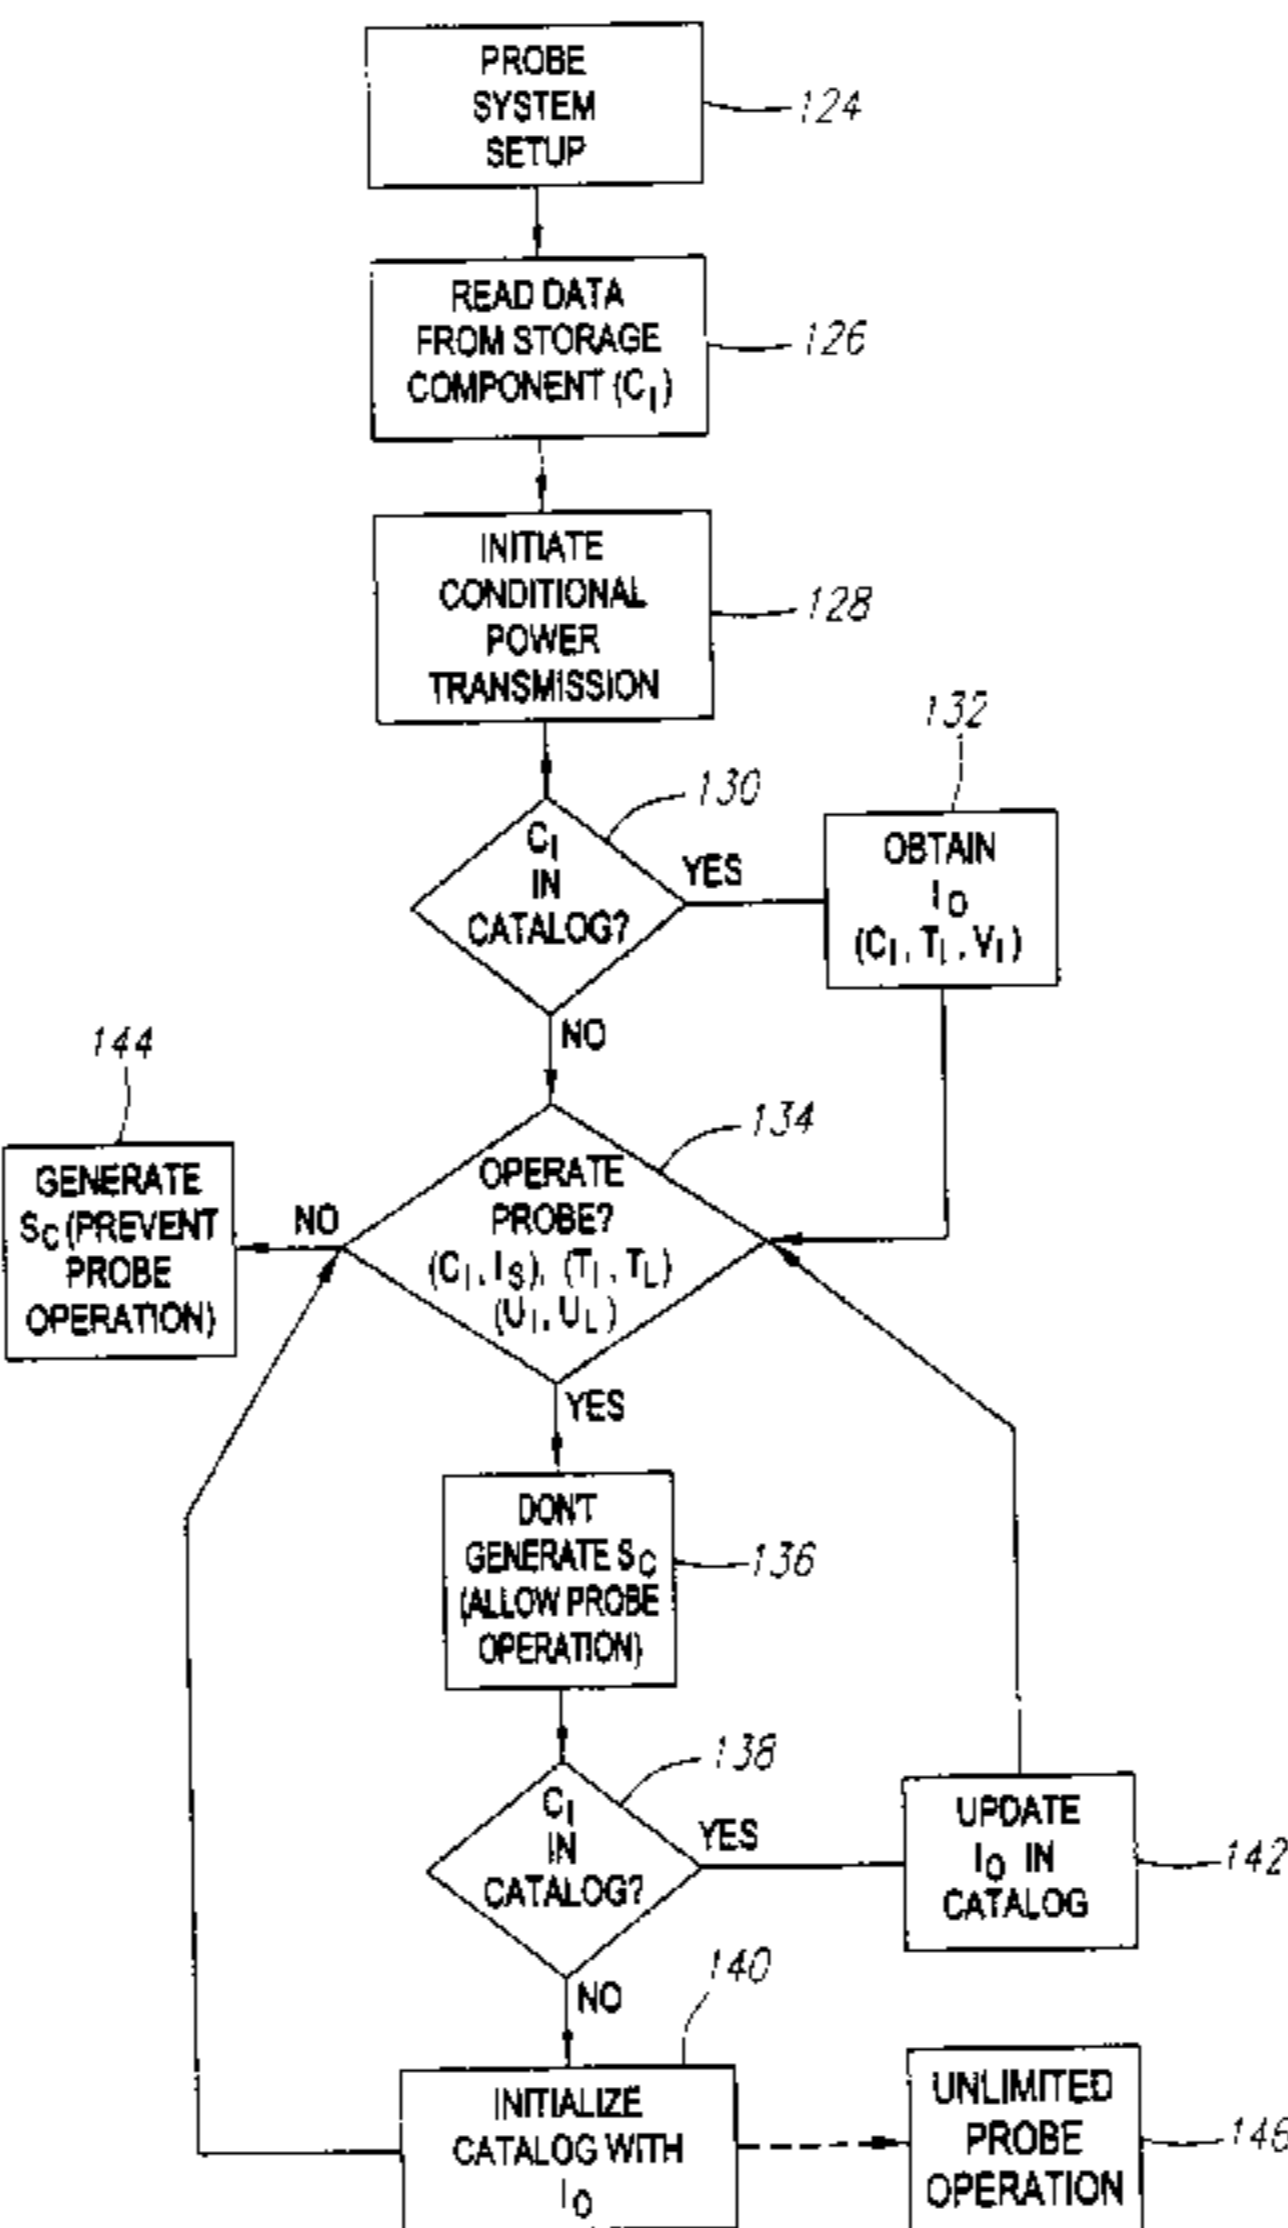 PROBE
SYSTEM
SETUP
124
READ DATA
FROM STORAGE
COMPONENT (C_I)
126
INITIATE
CONDITIONAL
POWER
TRANSMISSION
128
C_I
IN
CATALOG?
130
YES
OBTAIN
I_O
(C_I, T_I, V_I)
132
NO
OPERATE
PROBE?
(C_I, I_S), (T_I, T_L)
(U_I, U_L)
134
NO
GENERATE
S_C (PREVENT
PROBE
OPERATION)
144
YES
DON'T
GENERATE S_C
(ALLOW PROBE
OPERATION)
136
C_I
IN
CATALOG?
138
YES
UPDATE
I_O IN
CATALOG
142
NO
INITIALIZE
CATALOG WITH
I_O
140
UNLIMITED
PROBE
OPERATION
146